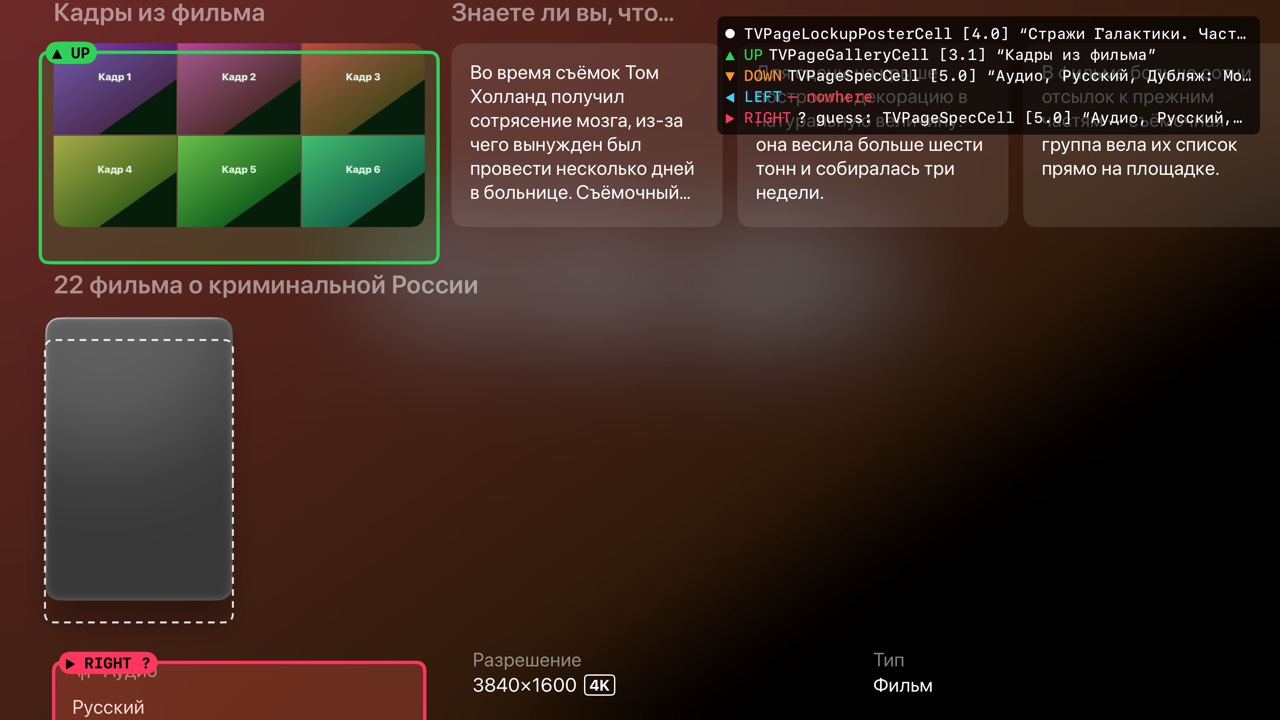 Кадры из фильма
Знаете ли вы, что…
▲ UP
Кадр 1
Кадр 2
Кадр 3
Кадр 4
Кадр 5
Кадр 6
Во время съёмок Том
Холланд получил
сотрясение мозга, из-за
чего вынужден был
провести несколько дней
в больнице. Съёмочный…
она весила больше шести
тонн и собиралась три
недели.
отсылок к прежним
группа вела их список
прямо на площадке.
● TVPageLockupPosterCell [4.0] “Стражи Галактики. Част…
▲ UP TVPageGalleryCell [3.1] “Кадры из фильма”
▼ DOWN TVPageSpecCell [5.0] “Аудио, Русский, Дубляж: Mo…
◀ LEFT — nowhere
▶ RIGHT ? guess: TVPageSpecCell [5.0] “Аудио, Русский,…
22 фильма о криминальной России
▶ RIGHT ?
Аудио
Русский
Разрешение
3840×1600 4K
Тип
Фильм